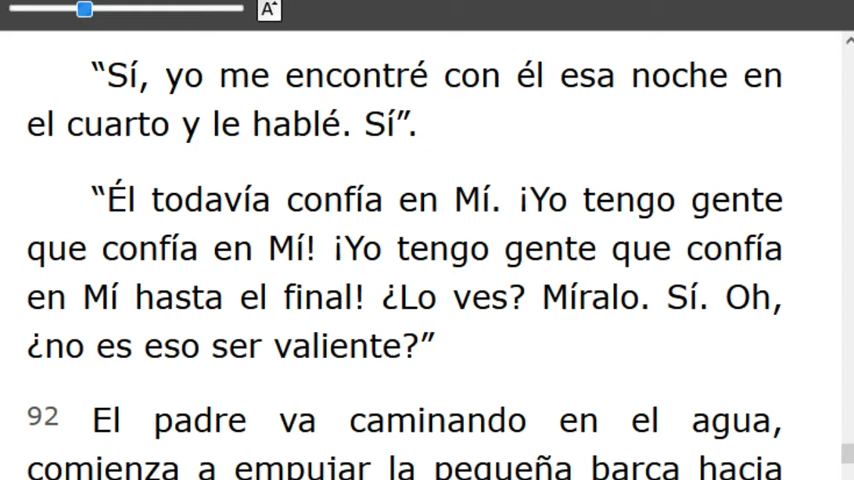 A
“Sí, yo me encontré con él esa noche en
el cuarto y le hablé. Sí”.
“Él todavía confía en Mí. ¡Yo tengo gente
que confía en Mí! ¡Yo tengo gente que confía
en Mí hasta el final! ¿Lo ves? Míralo. Sí. Oh,
¿no es eso ser valiente?”
92 El padre va caminando en el agua,
comienza a empujar la pequeña barca hacia